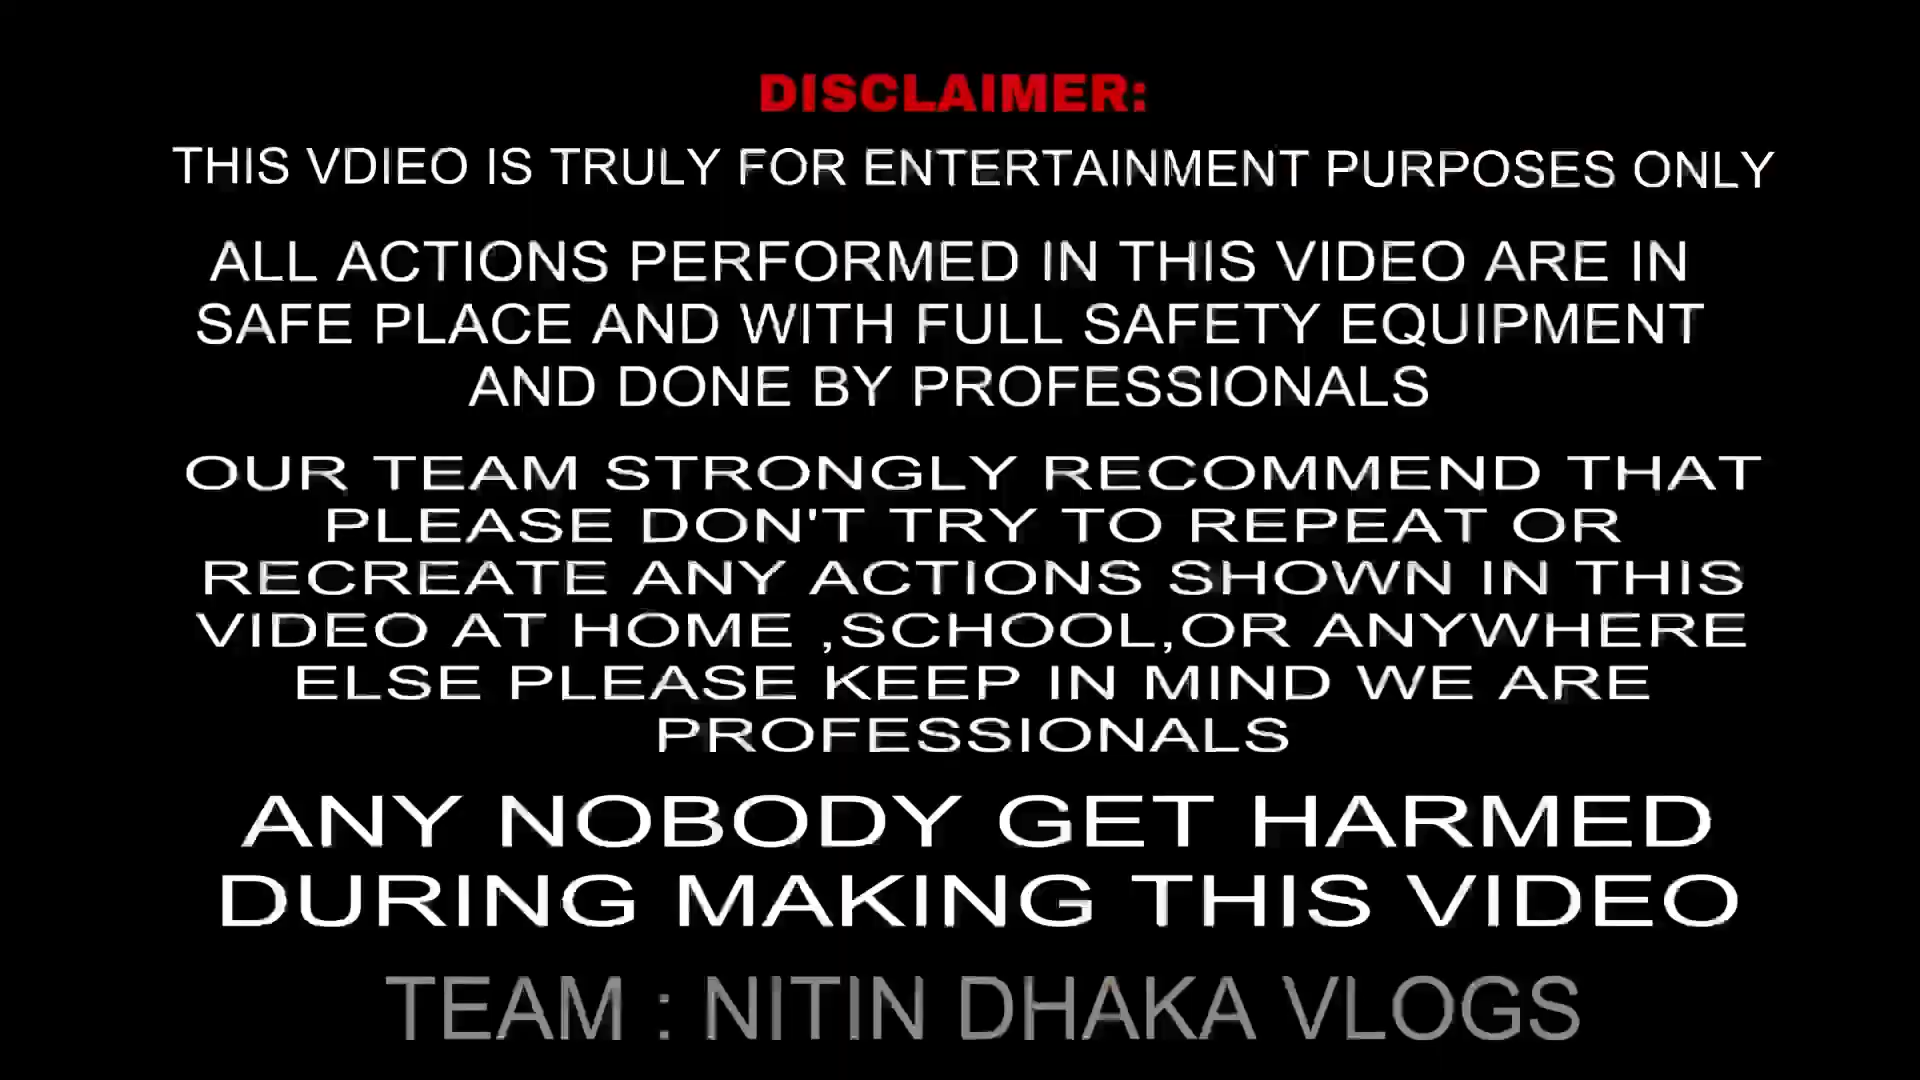 DISCLAIMER:
THIS VDIEO IS TRULY FOR ENTERTAINMENT PURPOSES ONLY
ALL ACTIONS PERFORMED IN THIS VIDEO ARE IN
SAFE PLACE AND WITH FULL SAFETY EQUIPMENT
AND DONE BY PROFESSIONALS
OUR TEAM STRONGLY RECOMMEND THAT
PLEASE DON'T TRY TO REPEAT OR
RECREATE ANY ACTIONS SHOWN IN THIS
VIDEO AT HOME ,SCHOOL,OR ANYWHERE
ELSE PLEASE KEEP IN MIND WE ARE
PROFESSIONALS
ANY NOBODY GET HARMED
DURING MAKING THIS VIDEO
TEAM : NITIN DHAKA VLOGS